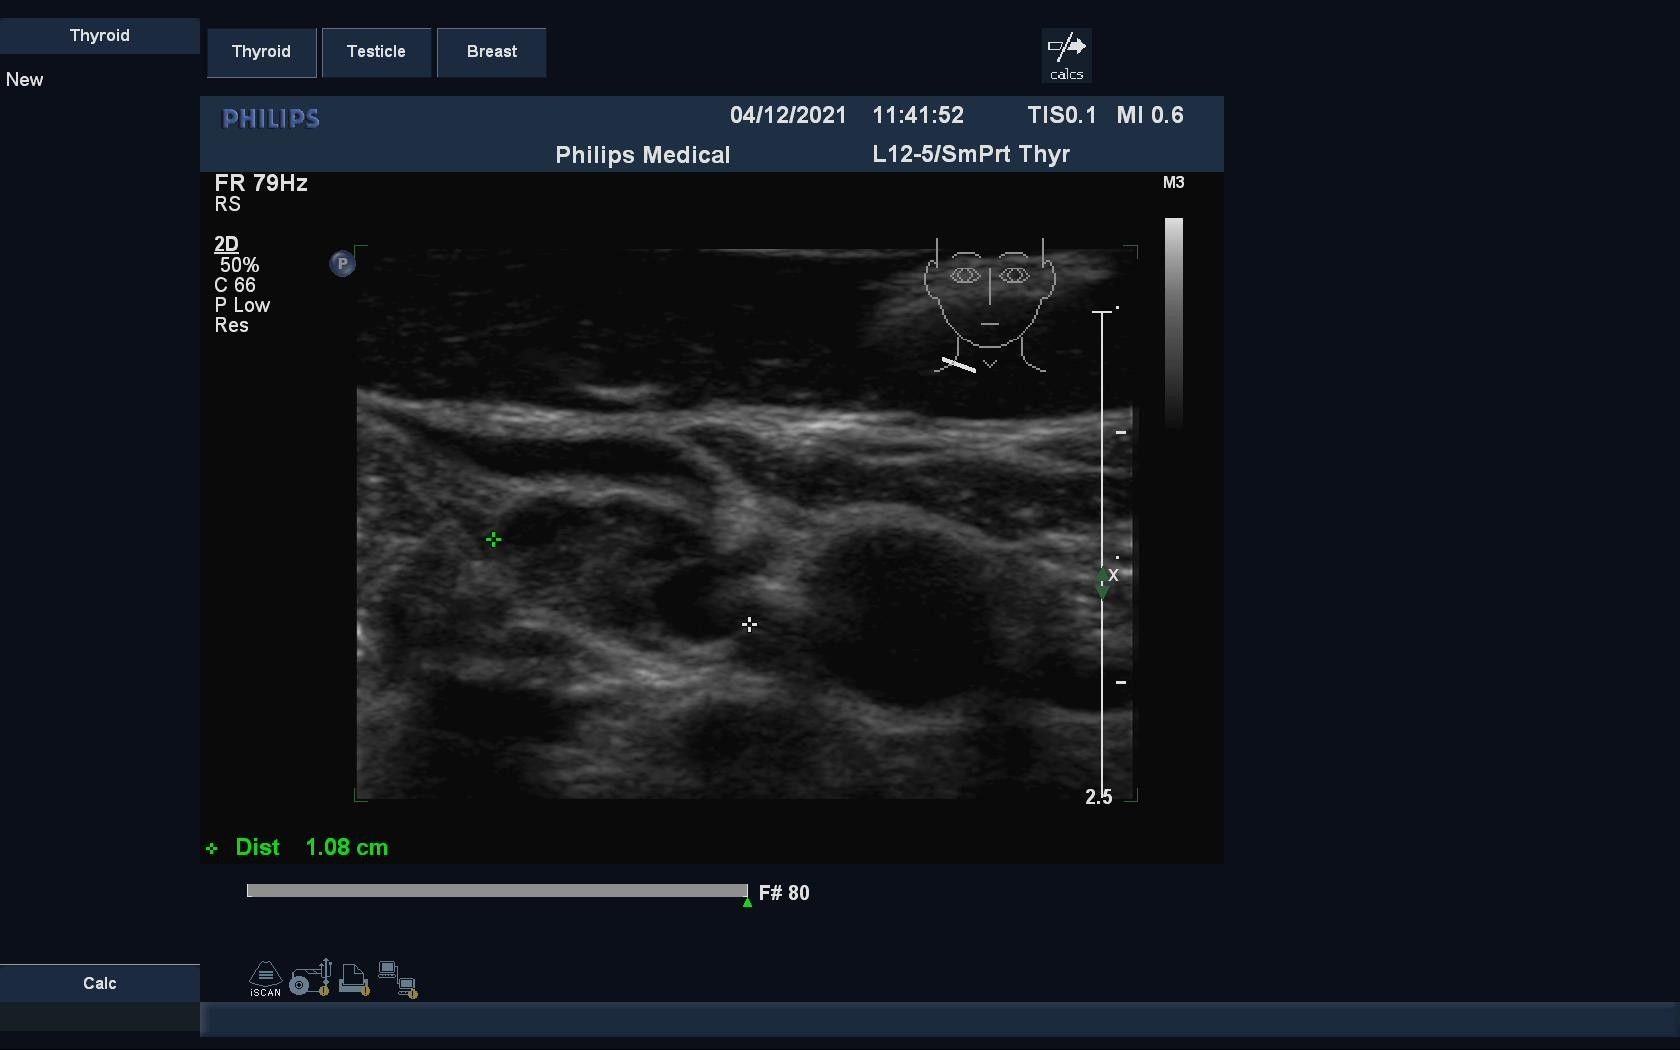 Thyroid
New
Thyroid
Testicle
Breast
calcs
PHILIPS
04/12/2021 11:41:52 TIS0.1 MI 0.6
Philips Medical L12-5/SmPrt Thyr
FR 79Hz
RS
M3
2D
50%
C 66
P Low
Res
P
X
2.5
Dist 1.08 cm
F# 80
iSCAN
Calc